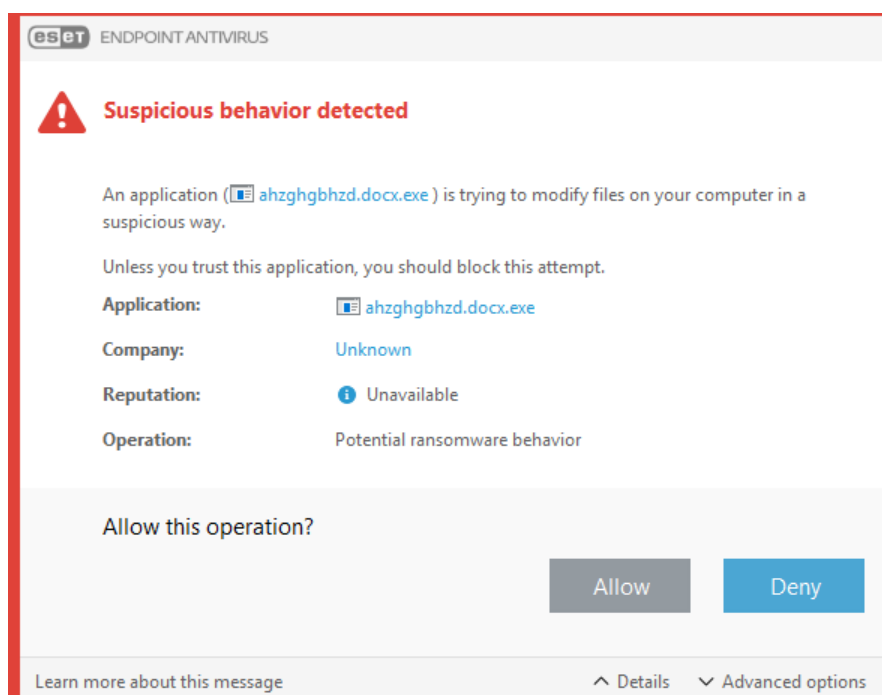 eseT ENDPOINT ANTIVIRUS
Suspicious behavior detected
An application ( ahzghgbhzd.docx.exe ) is trying to modify files on your computer in a
suspicious way.
Unless you trust this application, you should block this attempt.
Application: ahzghgbhzd.docx.exe
Company: Unknown
Reputation: Unavailable
Operation: Potential ransomware behavior
Allow this operation?
Allow Deny
Learn more about this message Details Advanced options